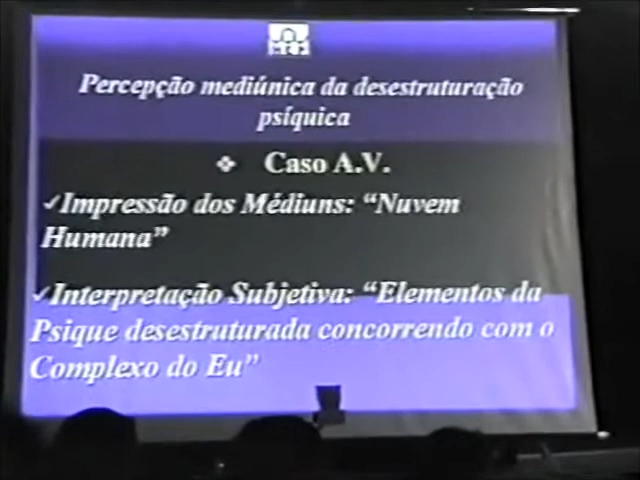 Percepção mediúnica da desestruturação
psíquica
❖ Caso A.V.
✓Impressão dos Médiuns: “Nuvem
Humana”
✓Interpretação Subjetiva: “Elementos da
Psique desestruturada concorrendo com o
Complexo do Eu”